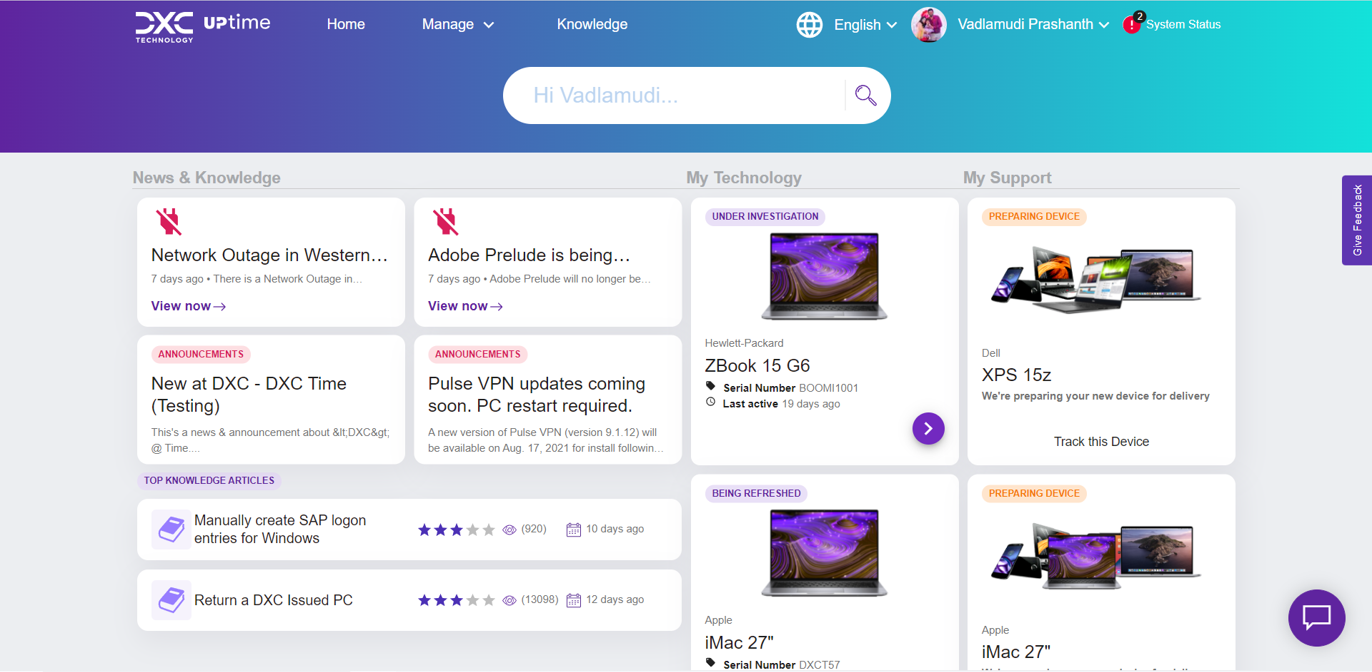 DXC TECHNOLOGY
UPtime
Home
Manage
Knowledge
English
Vadlamudi Prashanth
2
System Status
Hi Vadlamudi...
Give Feedback
News & Knowledge
Network Outage in Western…
7 days ago • There is a Network Outage in…
View now
Adobe Prelude is being…
7 days ago • Adobe Prelude will no longer be…
View now
ANNOUNCEMENTS
New at DXC - DXC Time
(Testing)
This's a news & announcement about &lt;DXC&gt;
@ Time....
ANNOUNCEMENTS
Pulse VPN updates coming
soon. PC restart required.
A new version of Pulse VPN (version 9.1.12) will
be available on Aug. 17, 2021 for install followin…
TOP KNOWLEDGE ARTICLES
Manually create SAP logon
entries for Windows
(920)
10 days ago
Return a DXC Issued PC
(13098)
12 days ago
My Technology
UNDER INVESTIGATION
Hewlett-Packard
ZBook 15 G6
Serial Number BOOMI1001
Last active 19 days ago
BEING REFRESHED
Apple
iMac 27"
Serial Number DXCT57
My Support
PREPARING DEVICE
Dell
XPS 15z
We're preparing your new device for delivery
Track this Device
PREPARING DEVICE
Apple
iMac 27"